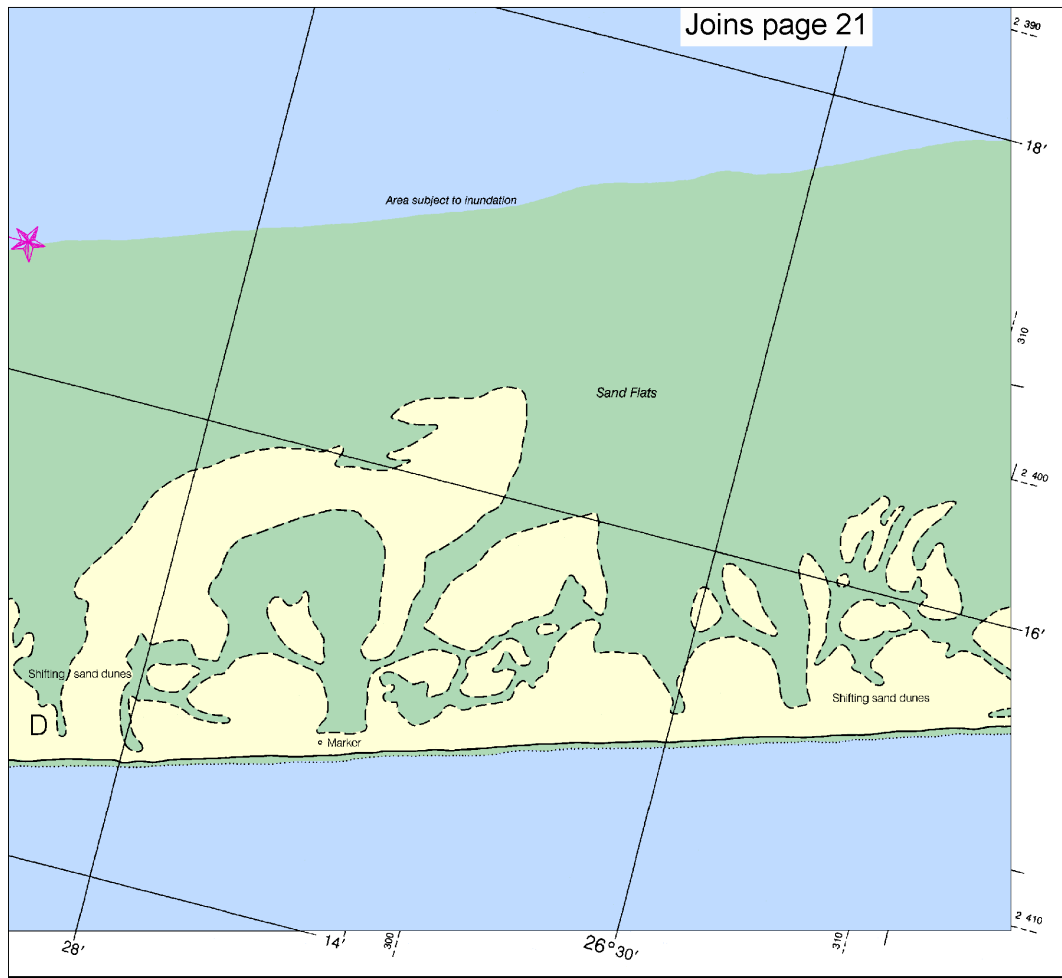 Joins page 21
2 390
18′
Area subject to inundation
310
Sand Flats
2 400
16′
Shifting sand dunes
Shifting sand dunes
D
Marker
2 410
28′
14′
300
26°30′
310